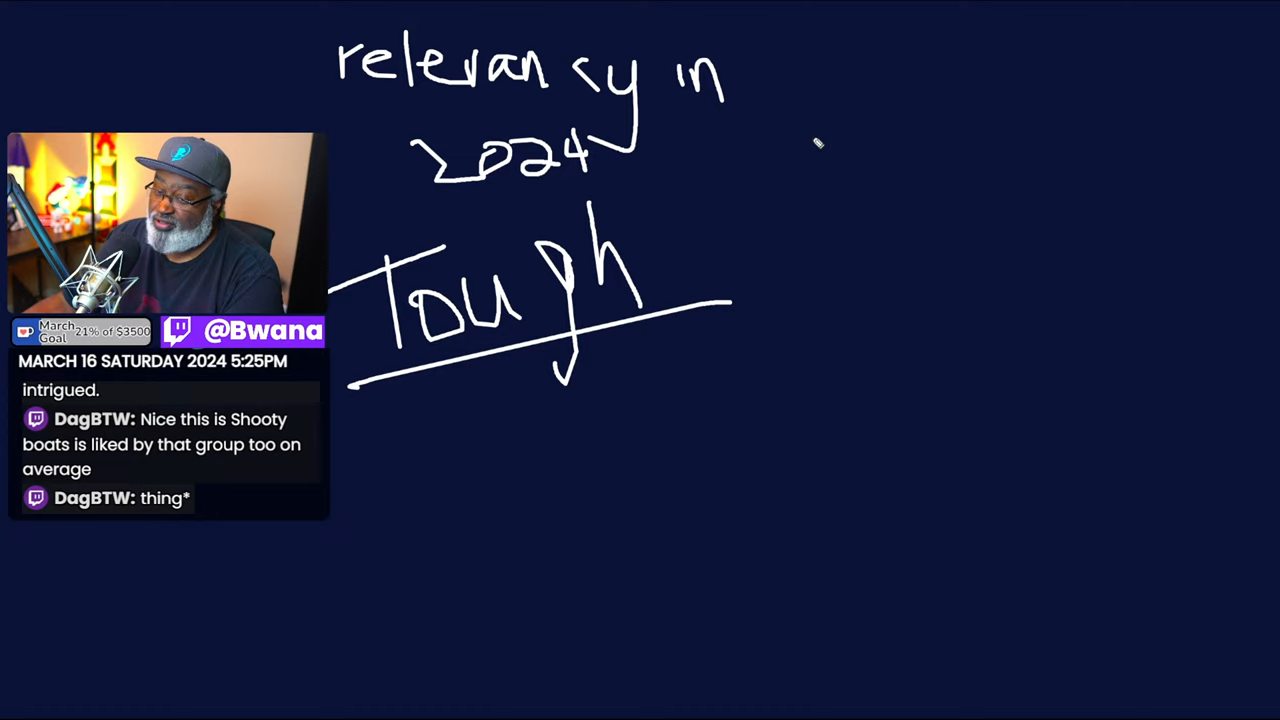 relevancy in
2024
Tough
March Goal
21% of $3500
@Bwana
MARCH 16 SATURDAY 2024 5:25PM
intrigued.
DagBTW: Nice this is Shooty
boats is liked by that group too on
average
DagBTW: thing*